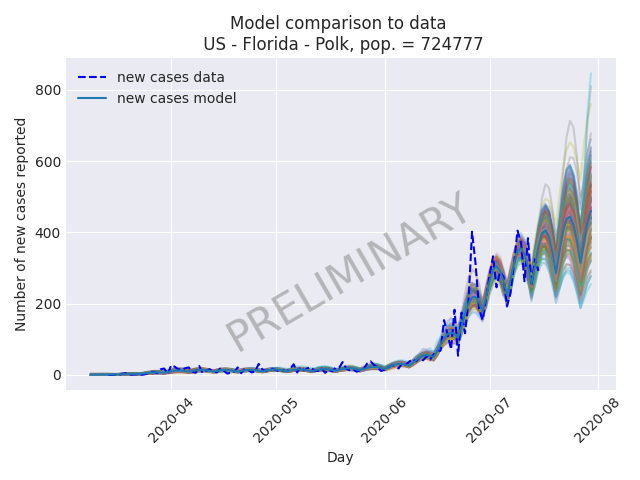 Model comparison to data
US - Florida - Polk, pop. = 724777
new cases data
new cases model
Number of new cases reported
800
600
400
200
0
PRELIMINARY
2020-04
2020-05
2020-06
2020-07
2020-08
Day